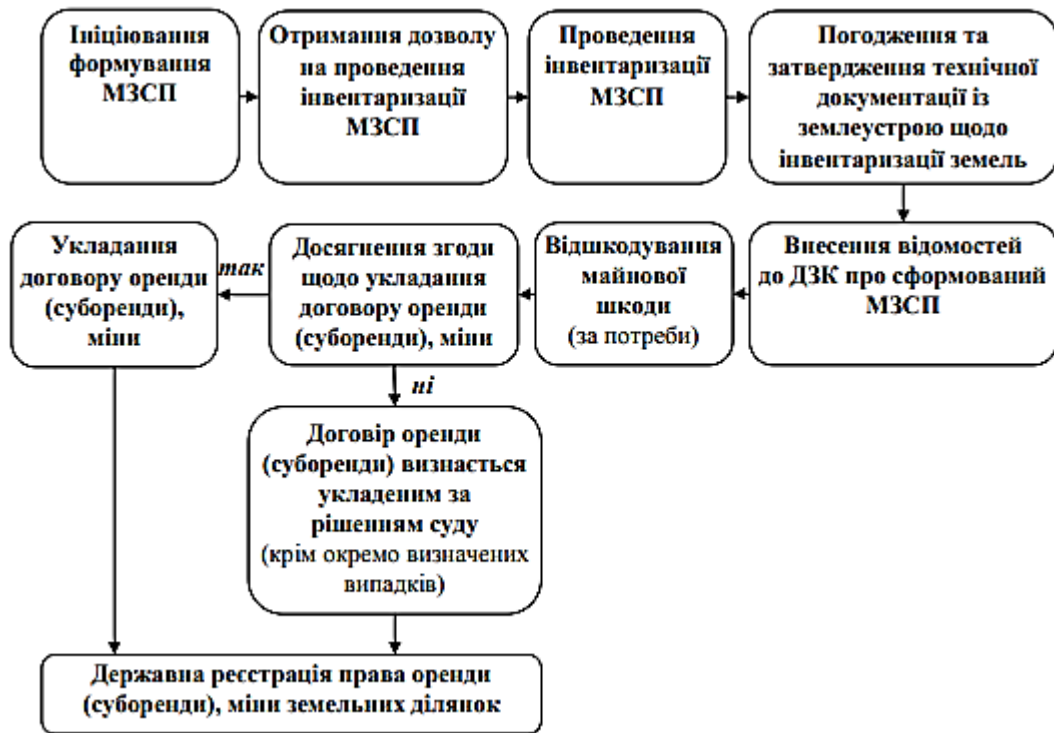 Ініціювання
формування
МЗСП
Отримання дозволу
на проведення
інвентаризації
МЗСП
Проведення
інвентаризації
МЗСП
Погодження та
затвердження технічної
документації із
землеустрою щодо
інвентаризації земель
Внесення відомостей
до ДЗК про сформований
МЗСП
Відшкодування
майнової
шкоди
(за потреби)
Досягнення згоди
щодо укладання
договору оренди
(суборенди), міни
так
Укладання
договору оренди
(суборенди),
міни
ні
Договір оренди
(суборенди) визнається
укладеним за
рішенням суду
(крім окремо визначених
випадків)
Державна реєстрація права оренди
(суборенди), міни земельних ділянок